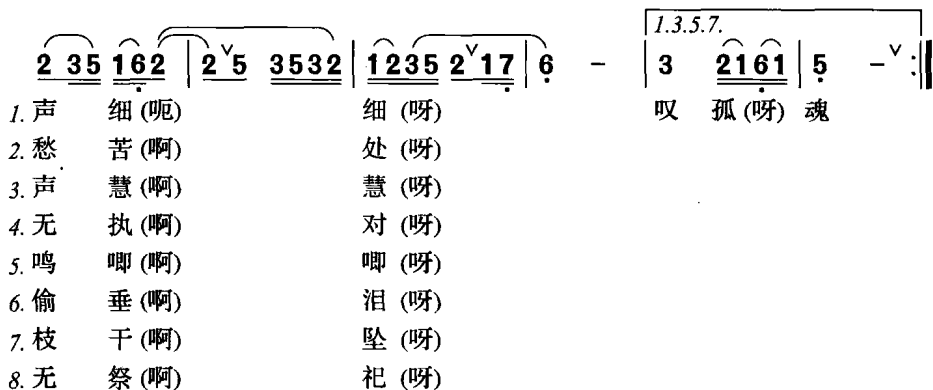 1.3.5.7.
2 35 162 | 2 ∨5 3532 | 1235 2∨17 | 6 - | 3 2161 | 5 -∨ :‖
1. 声 细(呃) 细(呀) 叹 孤(呀) 魂
2. 愁 苦(啊) 处(呀)
3. 声 慧(啊) 慧(呀)
4. 无 执(啊) 对(呀)
5. 鸣 唧(啊) 唧(呀)
6. 偷 垂(啊) 泪(呀)
7. 枝 干(啊) 坠(呀)
8. 无 祭(啊) 祀(呀)